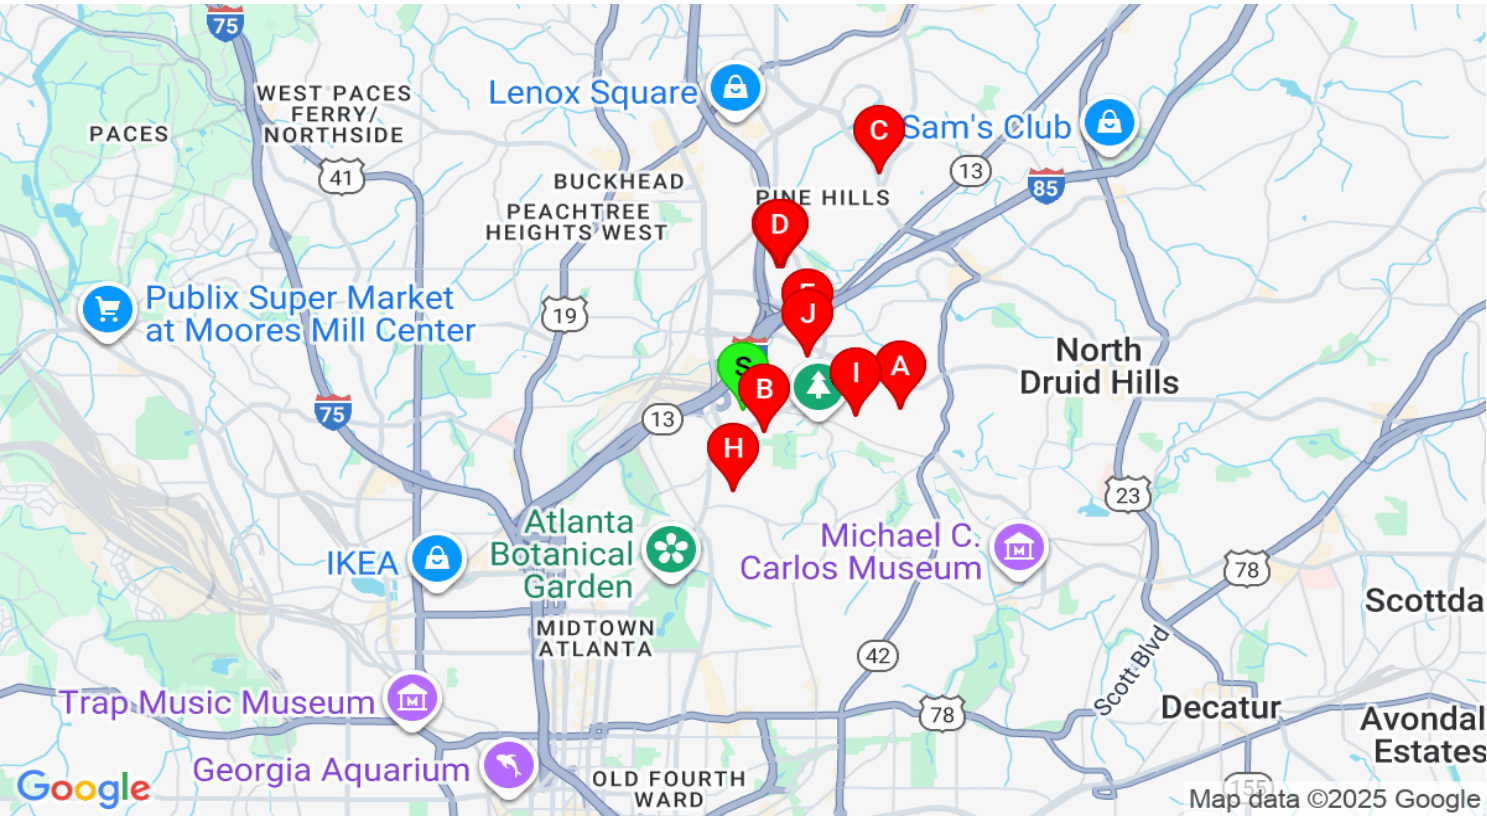 75
WEST PACES
FERRY/
NORTHSIDE
PACES
41
Lenox Square
C
Sam's Club
13
85
BUCKHEAD
PEACHTREE
HEIGHTS WEST
PINE HILLS
D
Publix Super Market
at Moores Mill Center
19
J
S
B
I
A
North
Druid Hills
75
13
H
23
Atlanta
Botanical
Garden
Michael C.
Carlos Museum
IKEA
78
Scottda
MIDTOWN
ATLANTA
42
Scott Blvd
Trap Music Museum
78
Decatur
Avondal
Estates
Georgia Aquarium
OLD FOURTH
WARD
155
Google
Map data ©2025 Google